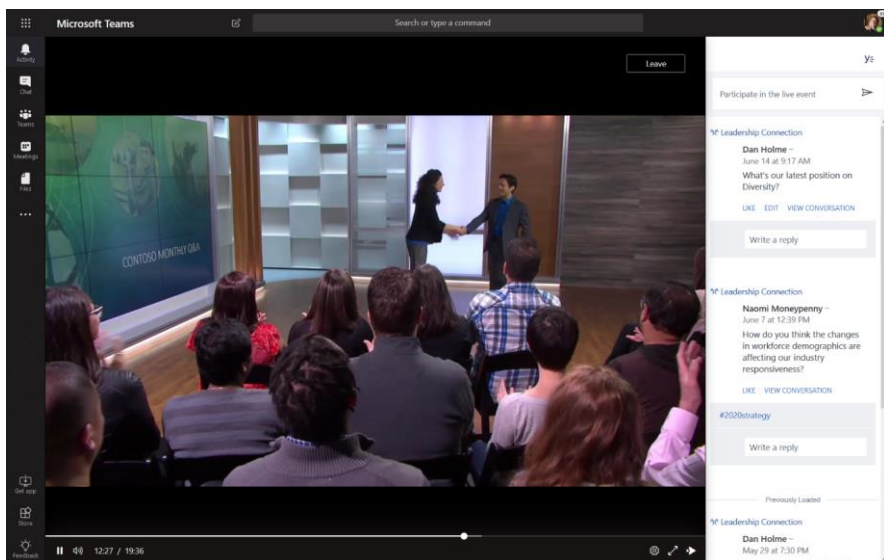 Microsoft Teams
Search or type a command
Activity
Chat
Teams
Meetings
Files
Get app
Store
Feedback
Leave
CONTOSO MONTHLY Q&A
12:27 / 19:36
Participate in the live event
Leadership Connection
Dan Holme –
June 14 at 9:17 AM
What's our latest position on
Diversity?
LIKE EDIT VIEW CONVERSATION
Write a reply
Leadership Connection
Naomi Moneypenny –
June 7 at 12:39 PM
How do you think the changes
in workforce demographics are
affecting our industry
responsiveness?
LIKE VIEW CONVERSATION
#2020strategy
Write a reply
Previously Loaded
Leadership Connection
Dan Holme –
May 29 at 7:30 PM